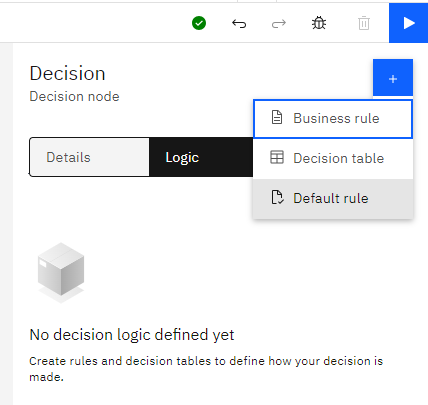 Decision
Decision node
Business rule
Decision table
Default rule
Details
Logic
No decision logic defined yet
Create rules and decision tables to define how your decision is
made.